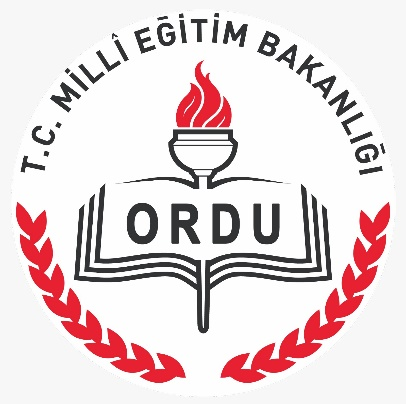 T.C. MİLLÎ EĞİTİM BAKANLIĞI
ORDU